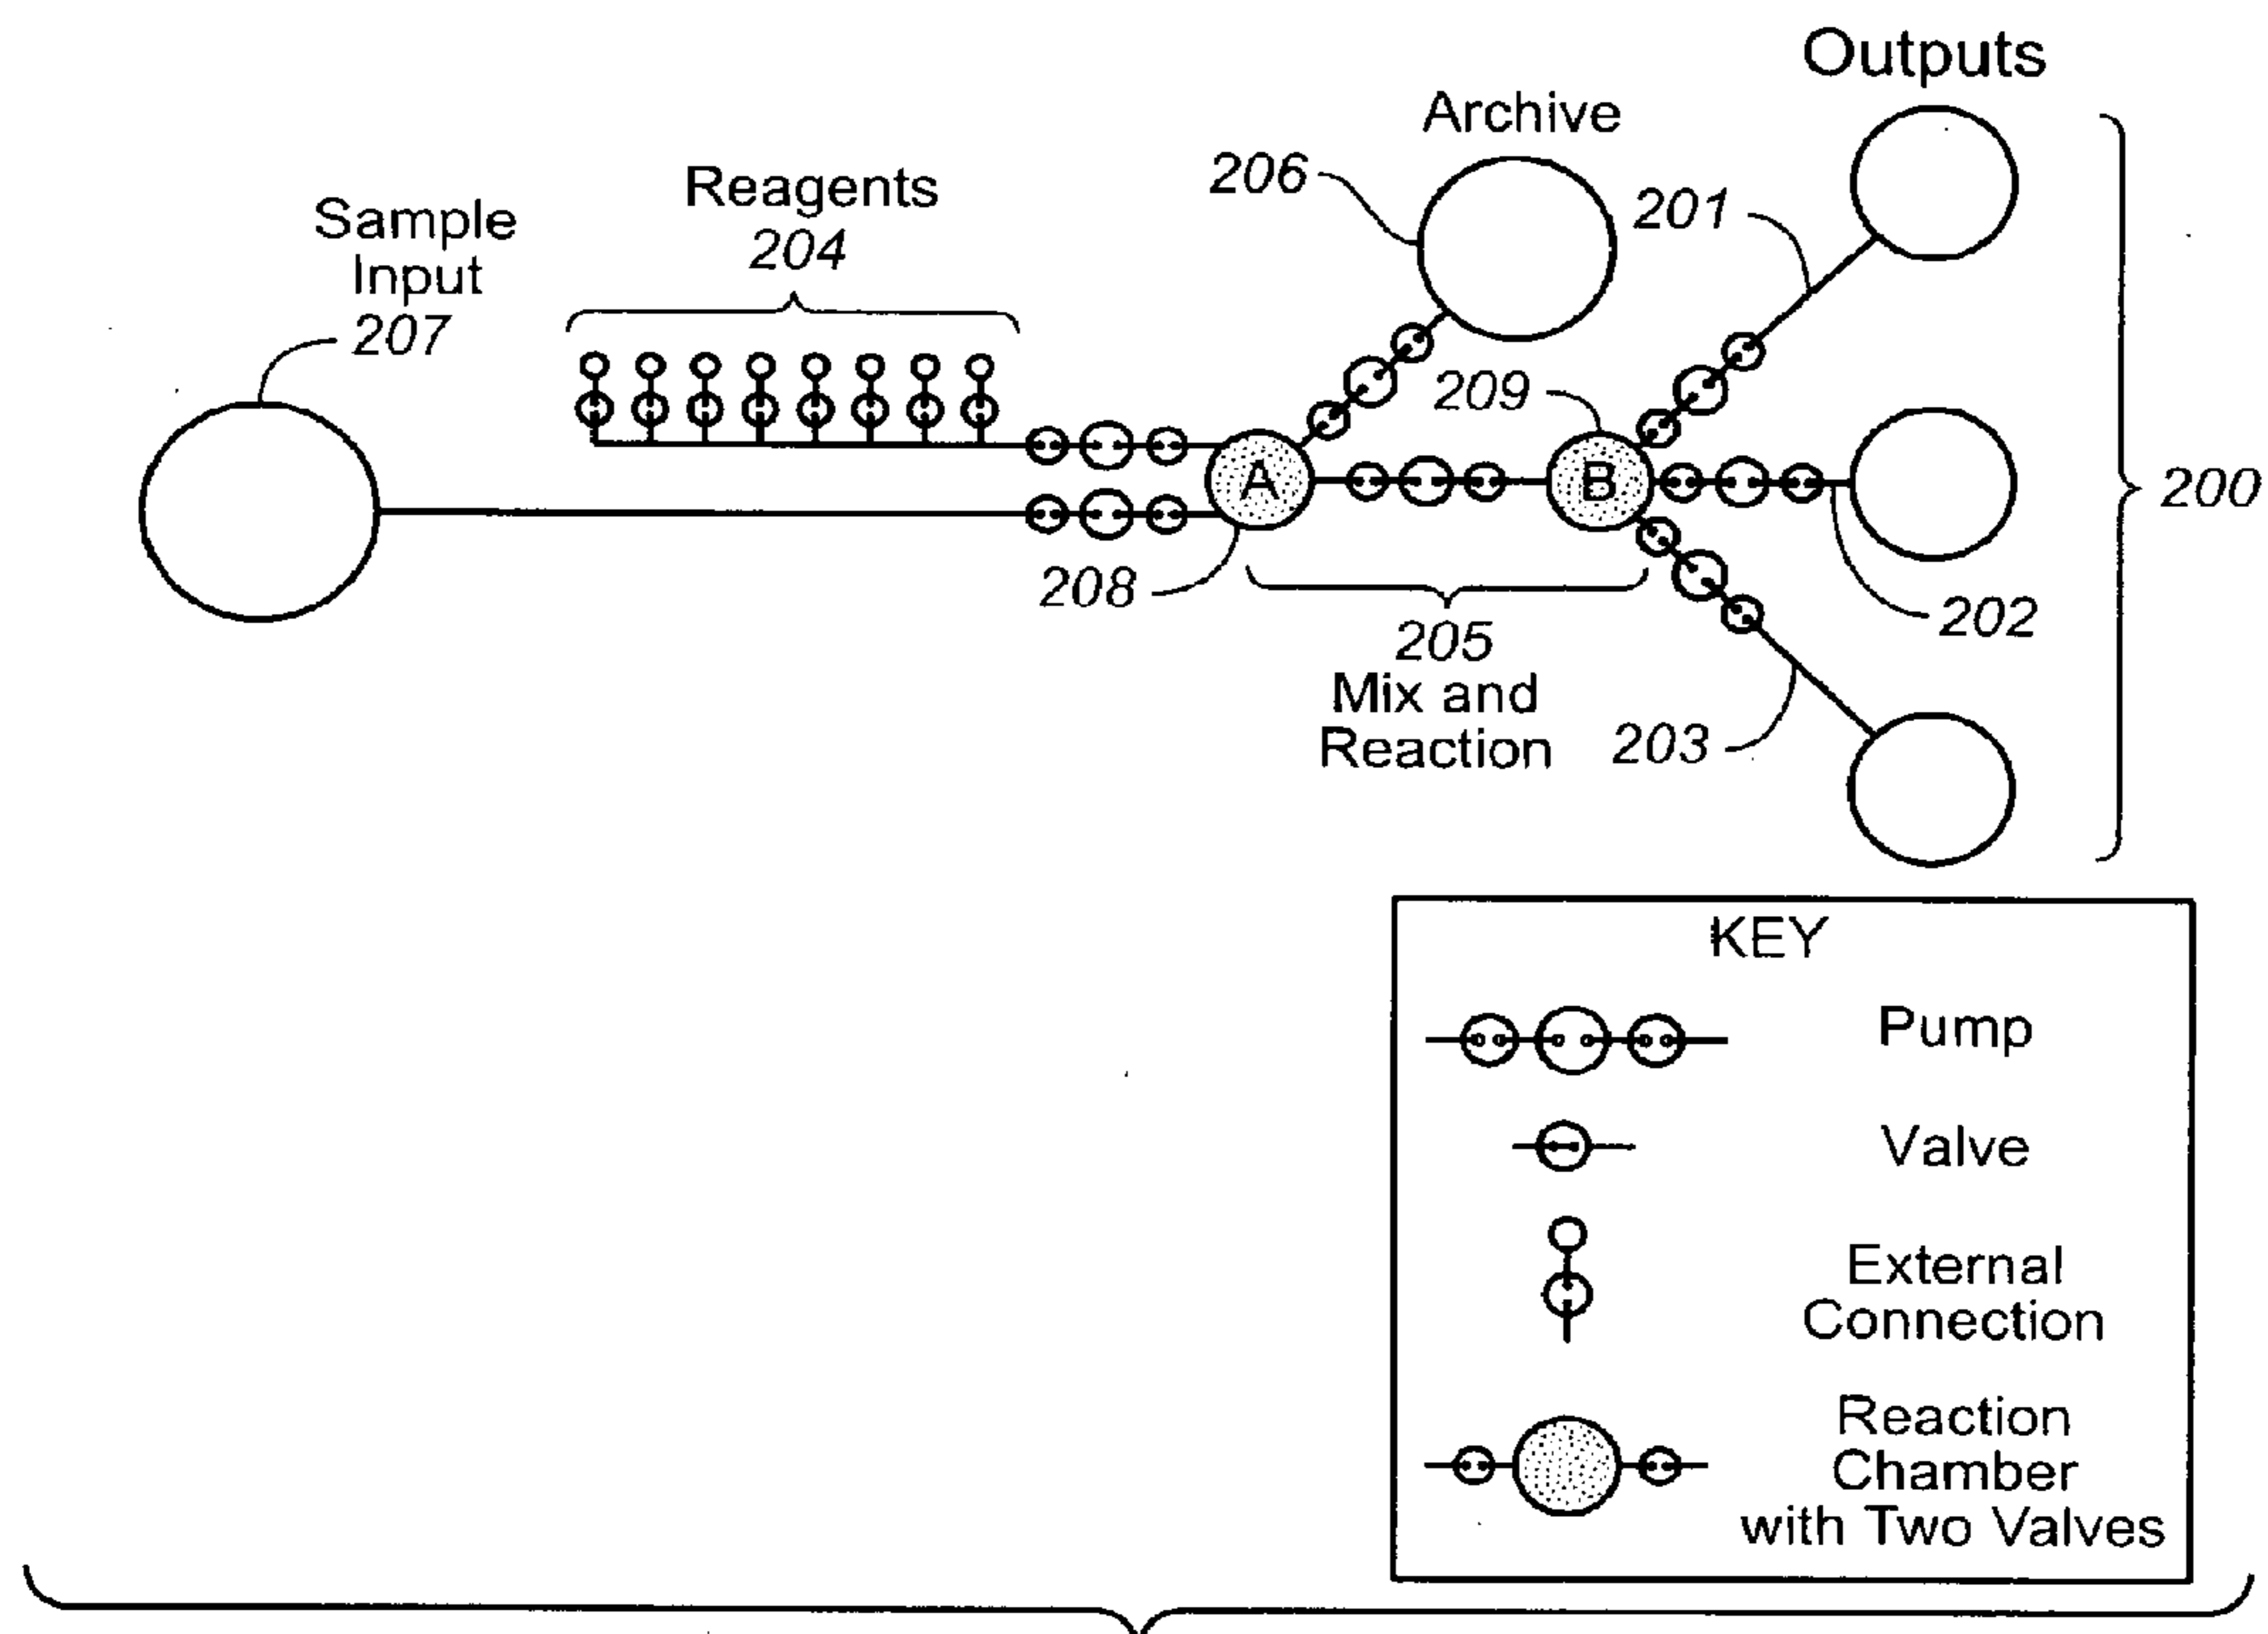 Outputs
Archive
206
201
Reagents
204
Sample
Input
207
209
A
B
200
208
202
205
Mix and
Reaction
203
KEY
Pump
Valve
External
Connection
Reaction
Chamber
with Two Valves